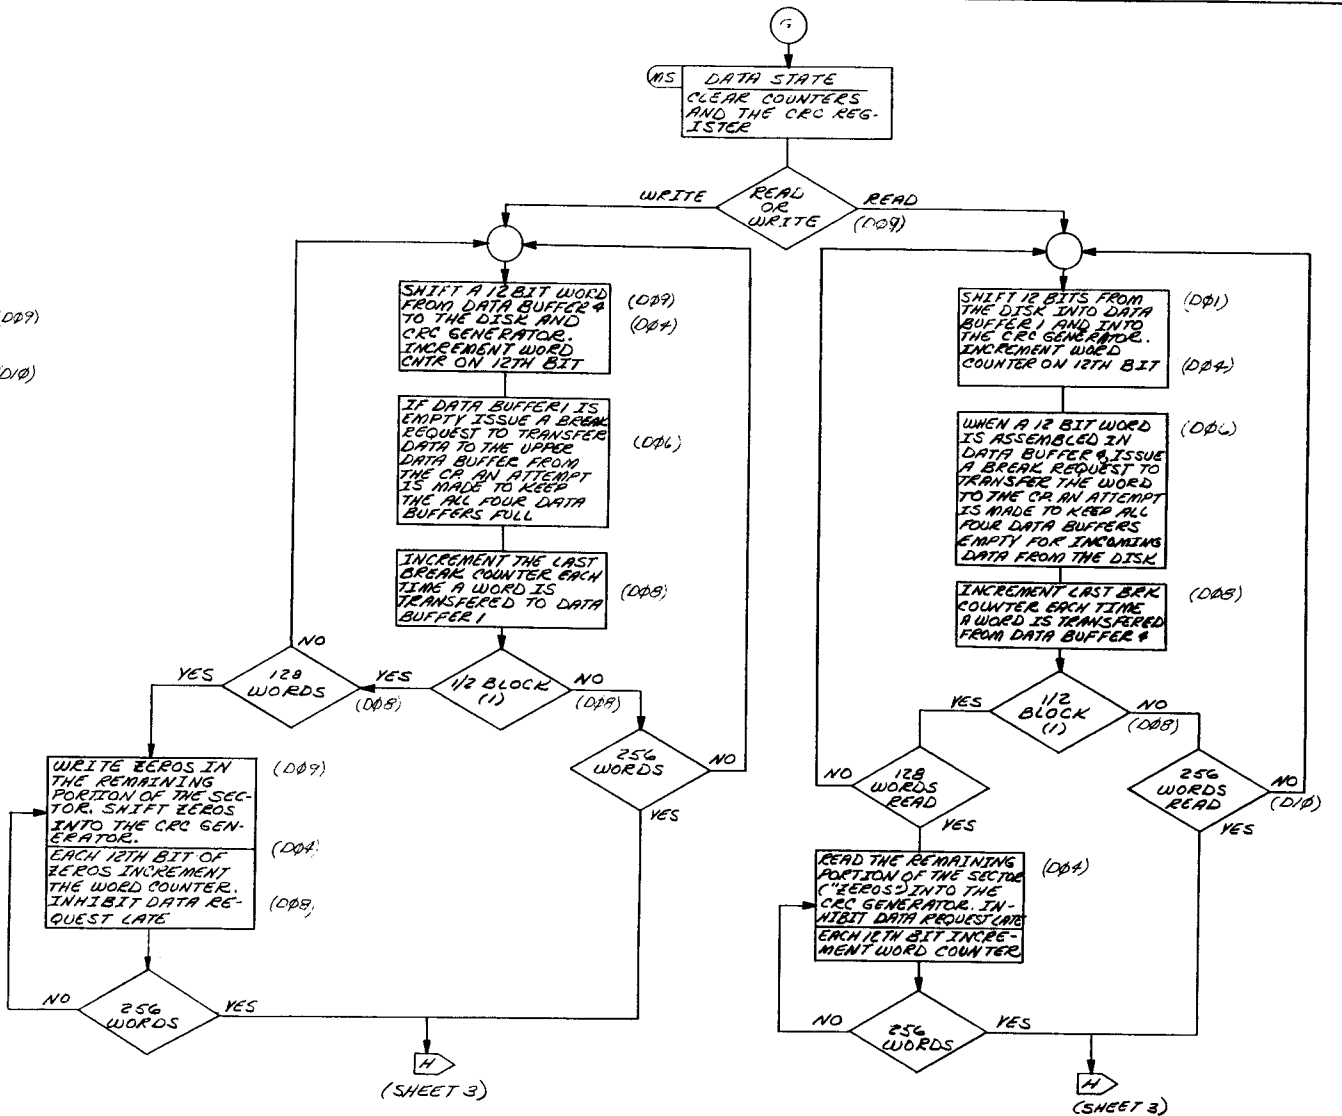 G
MS
DATA STATE
CLEAR COUNTERS
AND THE CRC REG-
ISTER
WRITE
READ
OR
WRITE
READ
(DØ9)
(DØ9)
(D1Ø)
SHIFT A 12 BIT WORD
FROM DATA BUFFER 4
TO THE DISK AND
CRC GENERATOR.
INCREMENT WORD
CNTR ON 12TH BIT
(DØ9)
(DØ4)
IF DATA BUFFER 1 IS
EMPTY ISSUE A BREAK
REQUEST TO TRANSFER
DATA TO THE UPPER
DATA BUFFER FROM
THE CP. AN ATTEMPT
IS MADE TO KEEP
THE ALL FOUR DATA
BUFFERS FULL
(DØ6)
INCREMENT THE LAST
BREAK COUNTER EACH
TIME A WORD IS
TRANSFERED TO DATA
BUFFER 1
(DØ8)
1/2 BLOCK
(1)
YES
(DØ8)
NO
(DØ8)
128
WORDS
NO
YES
256
WORDS
NO
YES
WRITE ZEROS IN
THE REMAINING
PORTION OF THE SEC-
TOR. SHIFT ZEROS
INTO THE CRC GEN-
ERATOR.
(DØ9)
(DØ4)
EACH 12TH BIT OF
ZEROS INCREMENT
THE WORD COUNTER.
INHIBIT DATA RE-
QUEST LATE
(DØ8)
NO
256
WORDS
YES
H
(SHEET 3)
SHIFT 12 BITS FROM
THE DISK INTO DATA
BUFFER 1 AND INTO
THE CRC GENERATOR.
INCREMENT WORD
COUNTER ON 12TH BIT
(DØ1)
(DØ4)
WHEN A 12 BIT WORD
IS ASSEMBLED IN
DATA BUFFER 4, ISSUE
A BREAK REQUEST TO
TRANSFER THE WORD
TO THE CP. AN ATTEMPT
IS MADE TO KEEP ALL
FOUR DATA BUFFERS
EMPTY FOR INCOMING
DATA FROM THE DISK
(DØ6)
INCREMENT LAST BRK
COUNTER EACH TIME
A WORD IS TRANSFERED
FROM DATA BUFFER 4
(DØ8)
YES
1/2
BLOCK
(1)
NO
(DØ8)
NO
128
WORDS
READ
YES
256
WORDS
READ
NO
(D1Ø)
YES
READ THE REMAINING
PORTION OF THE SECTOR
("ZEROS") INTO THE
CRC GENERATOR. IN-
HIBIT DATA REQUEST LATE
(DØ4)
EACH 12TH BIT INCRE-
MENT WORD COUNTER
NO
256
WORDS
YES
H
(SHEET 3)